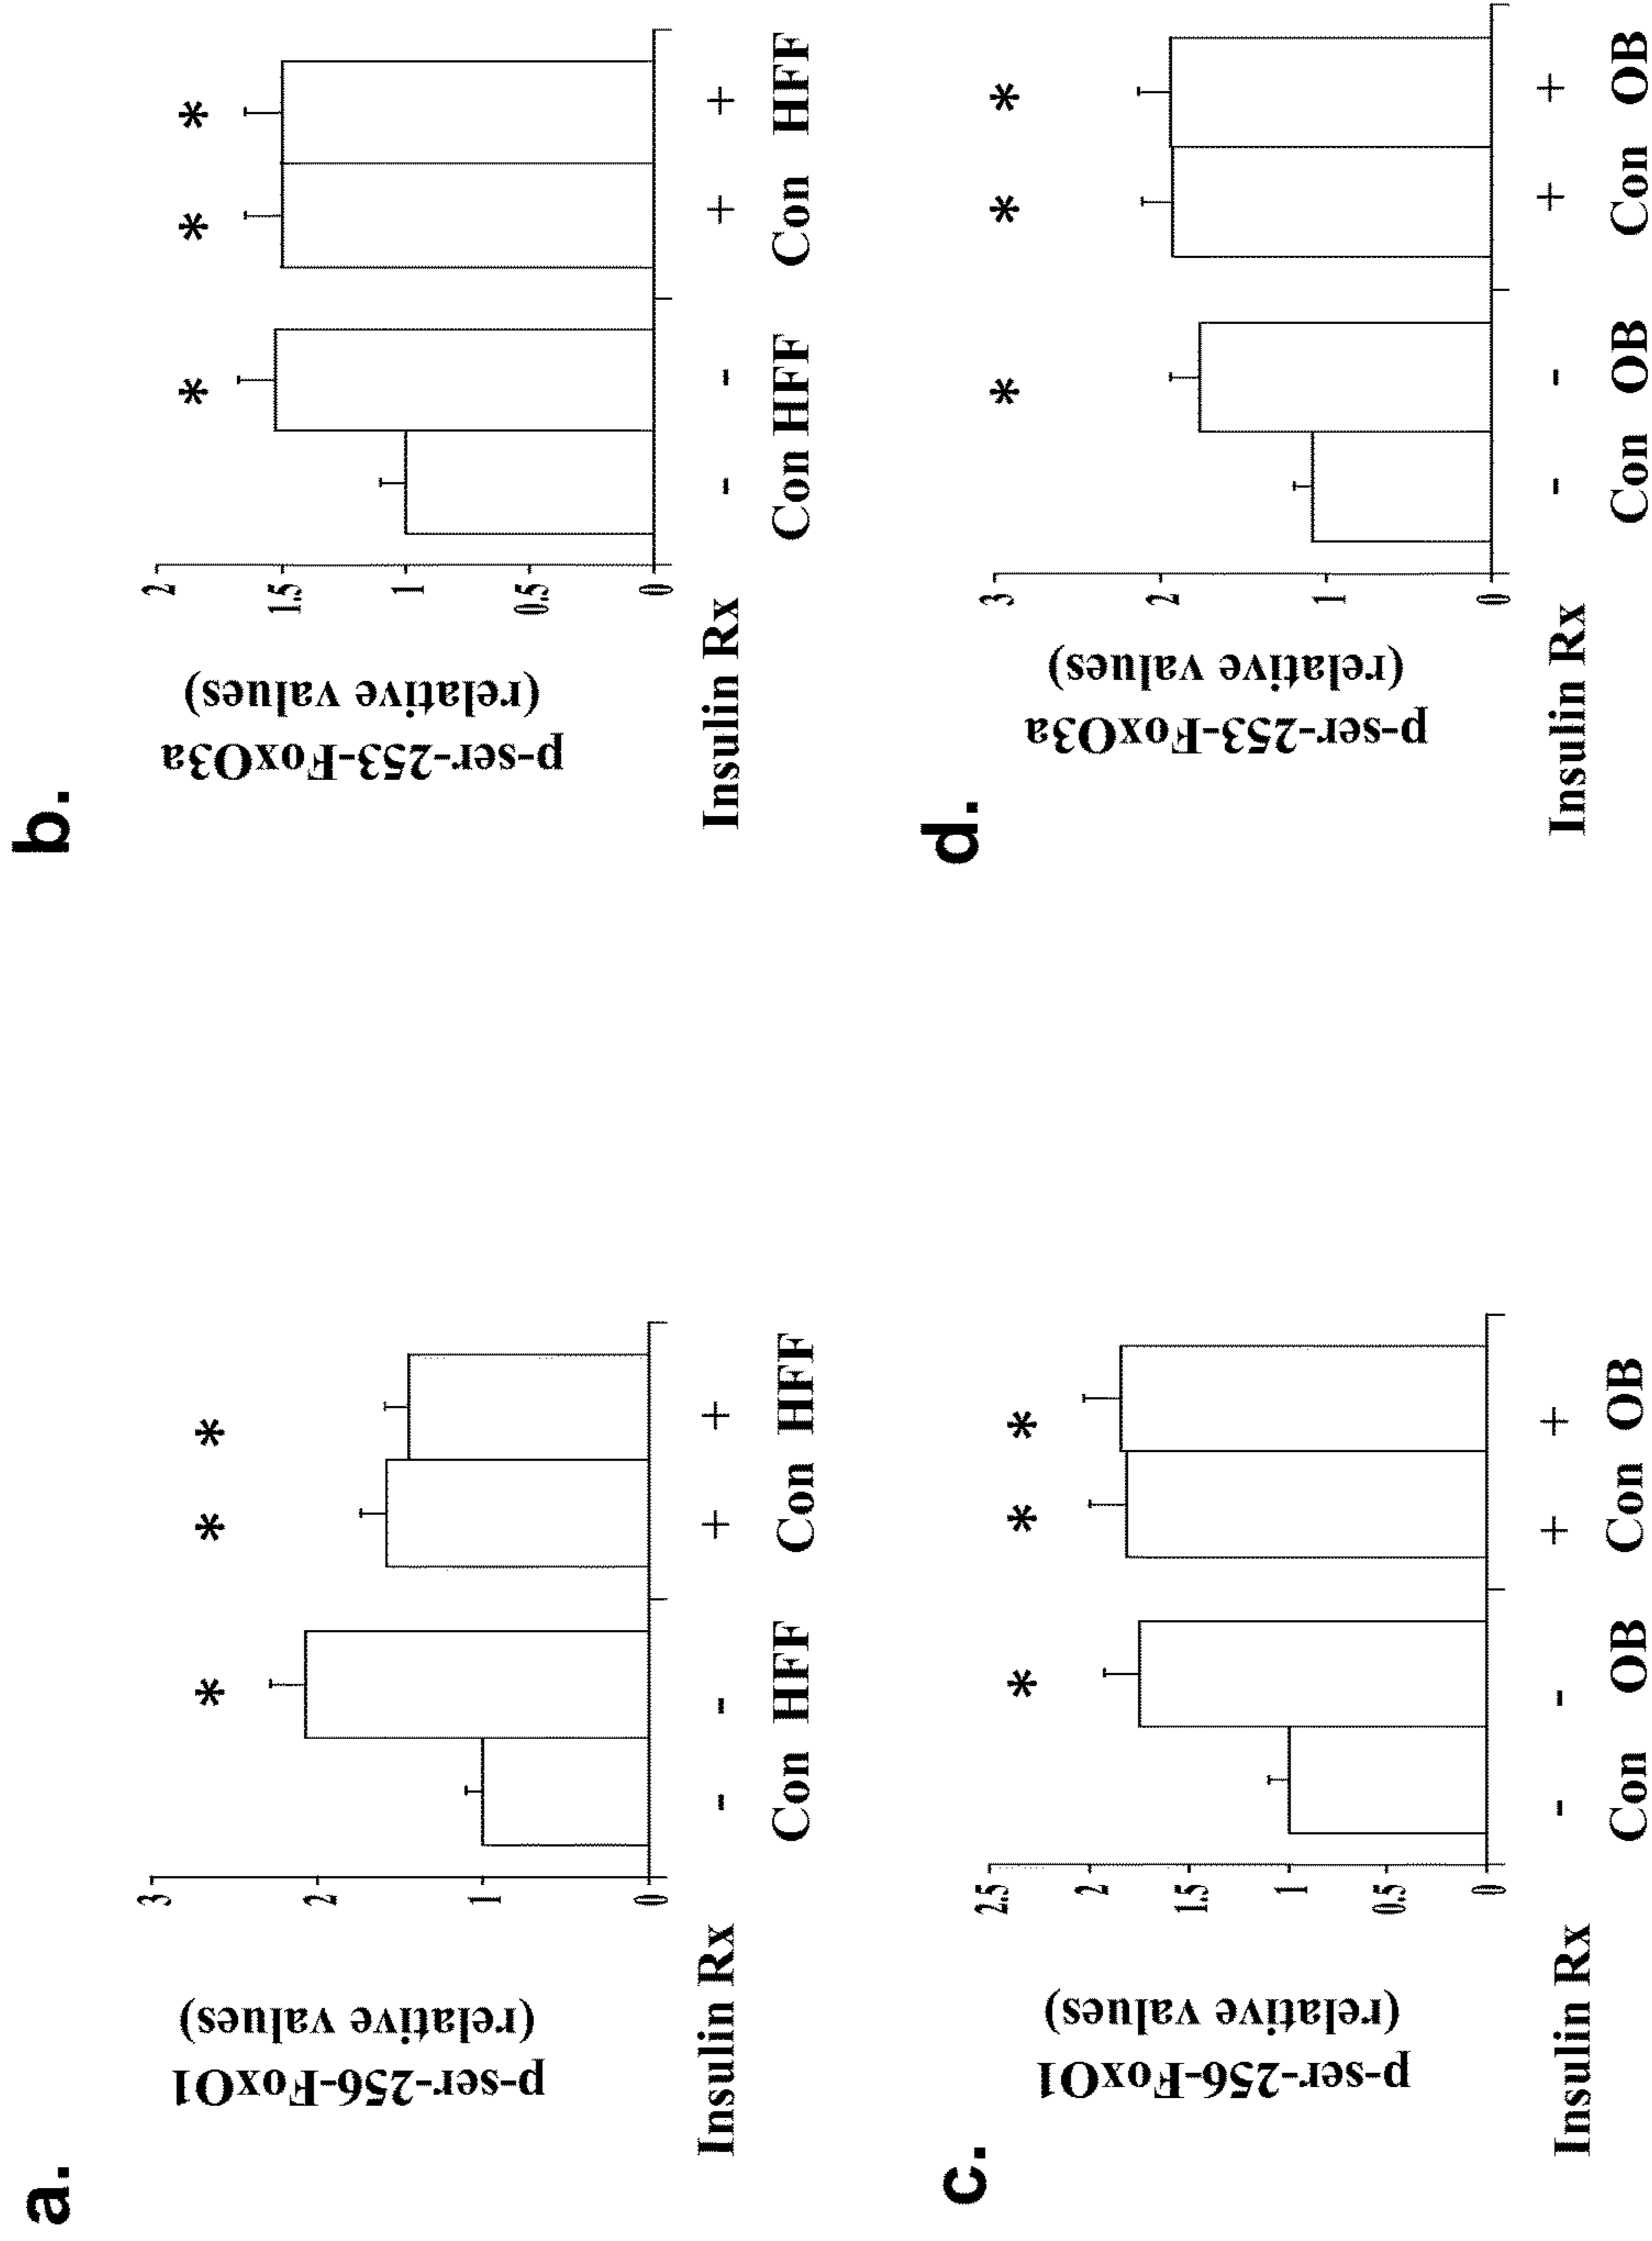 a.
p-ser-256-FoxO1
(relative values)
3
2
1
0
* * *
Insulin Rx - - + +
Con HFF Con HFF
b.
p-ser-253-FoxO3a
(relative values)
2
1.5
1
0.5
0
* * *
Insulin Rx - - + +
Con HFF Con HFF
c.
p-ser-256-FoxO1
(relative values)
2.5
2
1.5
1
0.5
0
* * *
Insulin Rx - - + +
Con OB Con OB
d.
p-ser-253-FoxO3a
(relative values)
3
2
1
0
* * *
Insulin Rx - - + +
Con OB Con OB